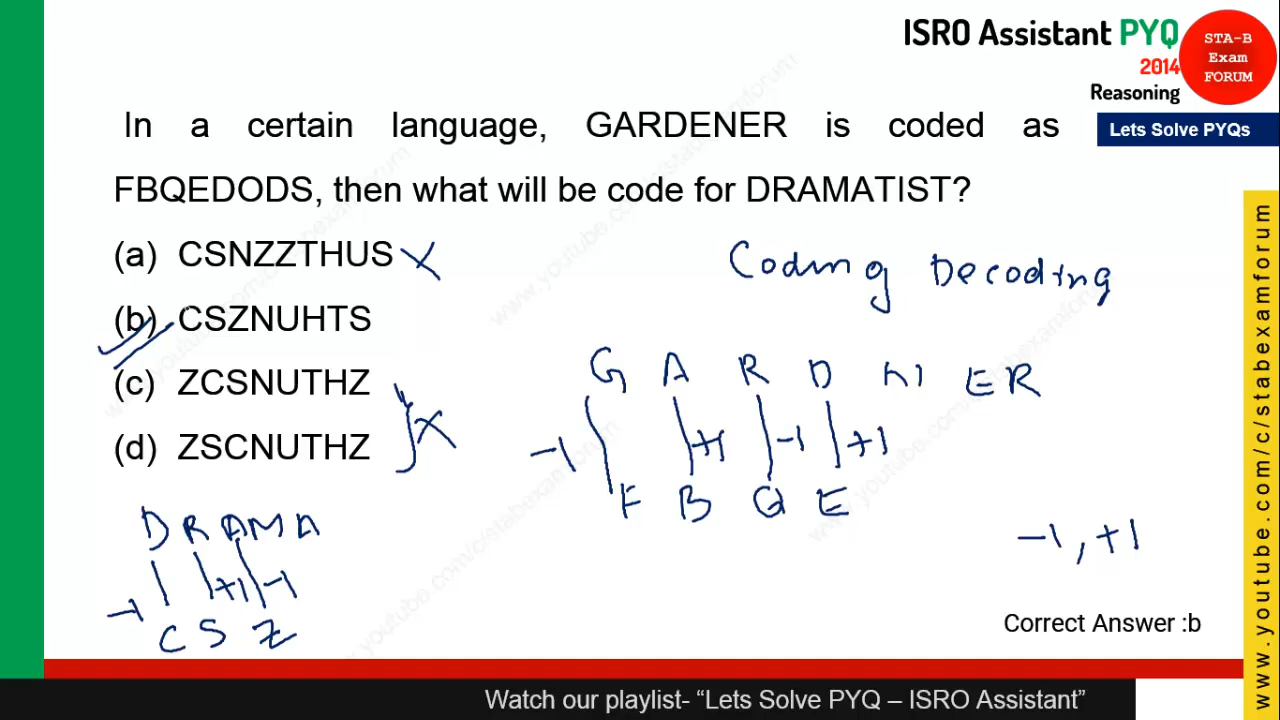 ISRO Assistant PYQ
2014
Reasoning
STA-B
Exam
FORUM
Lets Solve PYQs
In a certain language, GARDENER is coded as
FBQEDODS, then what will be code for DRAMATIST?
(a) CSNZZTHUS X
(b) CSZNUHTS
(c) ZCSNUTHZ
(d) ZSCNUTHZ
X
Coding Decoding
G A R D N ER
-1 +1 -1 +1
F B Q E
-1, +1
DRAMA
-1 +1 -1
C S Z
Correct Answer :b
Watch our playlist- “Lets Solve PYQ – ISRO Assistant”
www.youtube.com/c/stabexamforum